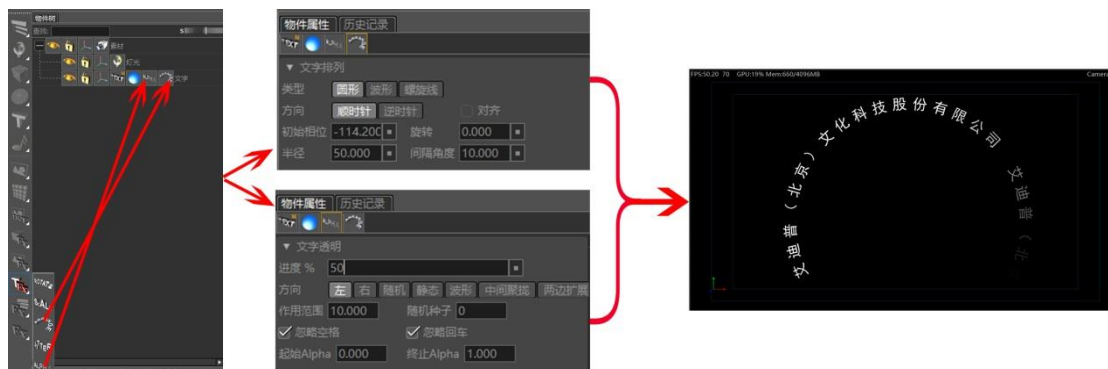 物件树
查找:
素材
灯光
文字
物件属性 历史记录
文字排列
类型 圆形 波形 螺旋线
方向 顺时针 逆时针 对齐
初始相位 -114.200 旋转 0.000
半径 50.000 间隔角度 10.000
物件属性 历史记录
文字透明
进度 % 50
方向 左 右 随机 静态 波形 中间聚拢 两边扩展
作用范围 10.000 随机种子 0
忽略空格 忽略回车
起始Alpha 0.000 终止Alpha 1.000
FPS:50.20 70 GPU:19% Mem:660/4096MB Camera
艾迪普（北京）文化科技股份有限公司
艾迪普（北